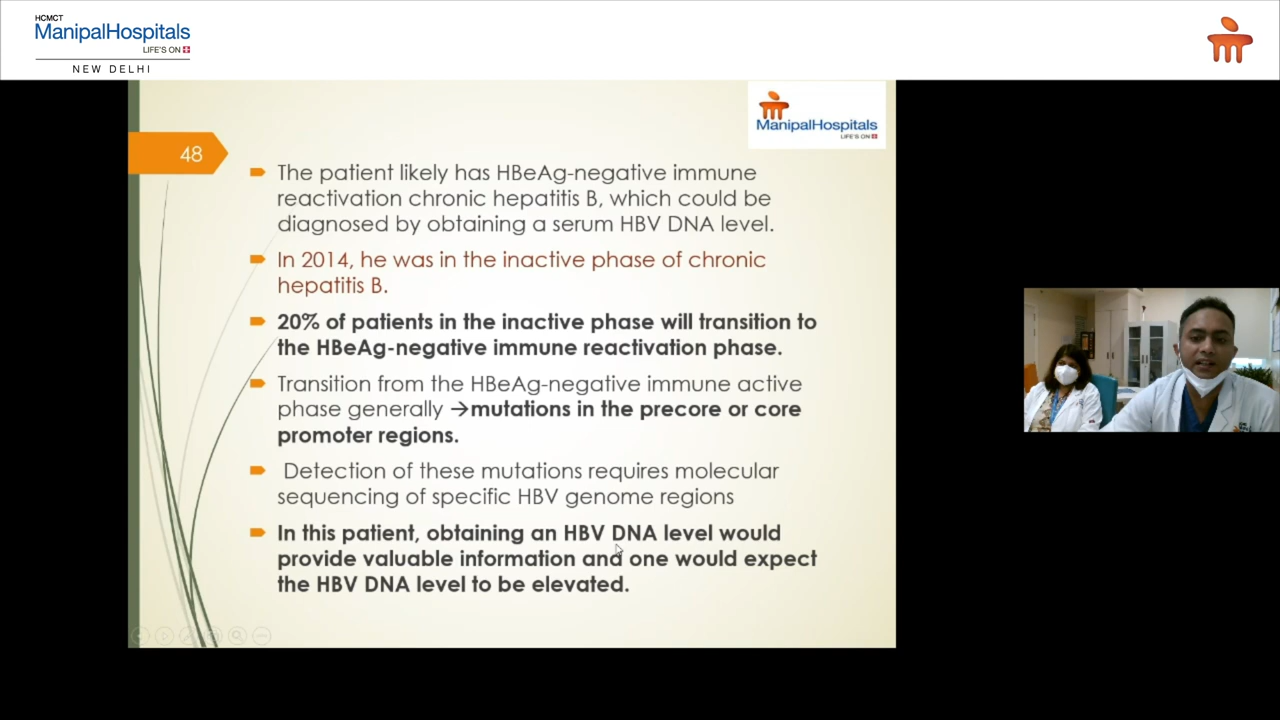 HCMCT
ManipalHospitals
LIFE'S ON
NEW DELHI
ManipalHospitals
LIFE'S ON
48
The patient likely has HBeAg-negative immune
reactivation chronic hepatitis B, which could be
diagnosed by obtaining a serum HBV DNA level.
In 2014, he was in the inactive phase of chronic
hepatitis B.
20% of patients in the inactive phase will transition to
the HBeAg-negative immune reactivation phase.
Transition from the HBeAg-negative immune active
phase generally →mutations in the precore or core
promoter regions.
Detection of these mutations requires molecular
sequencing of specific HBV genome regions
In this patient, obtaining an HBV DNA level would
provide valuable information and one would expect
the HBV DNA level to be elevated.